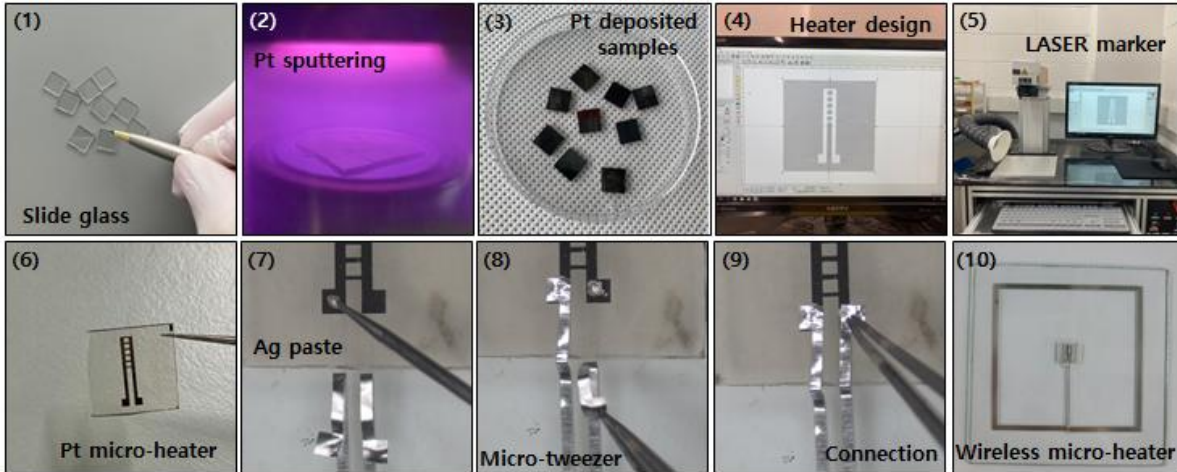 (1)
Slide glass
(2)
Pt sputtering
(3)
Pt deposited
samples
(4)
Heater design
(5)
LASER marker
(6)
Pt micro-heater
(7)
Ag paste
(8)
Micro-tweezer
(9)
Connection
(10)
Wireless micro-heater